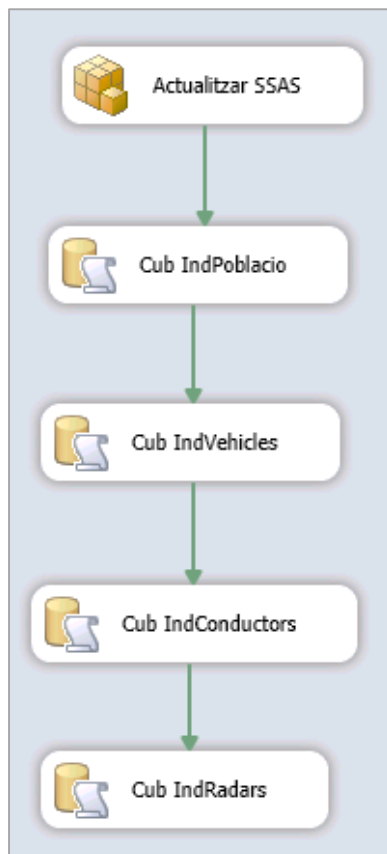 Actualitzar SSAS
Cub IndPoblacio
Cub IndVehicles
Cub IndConductors
Cub IndRadars